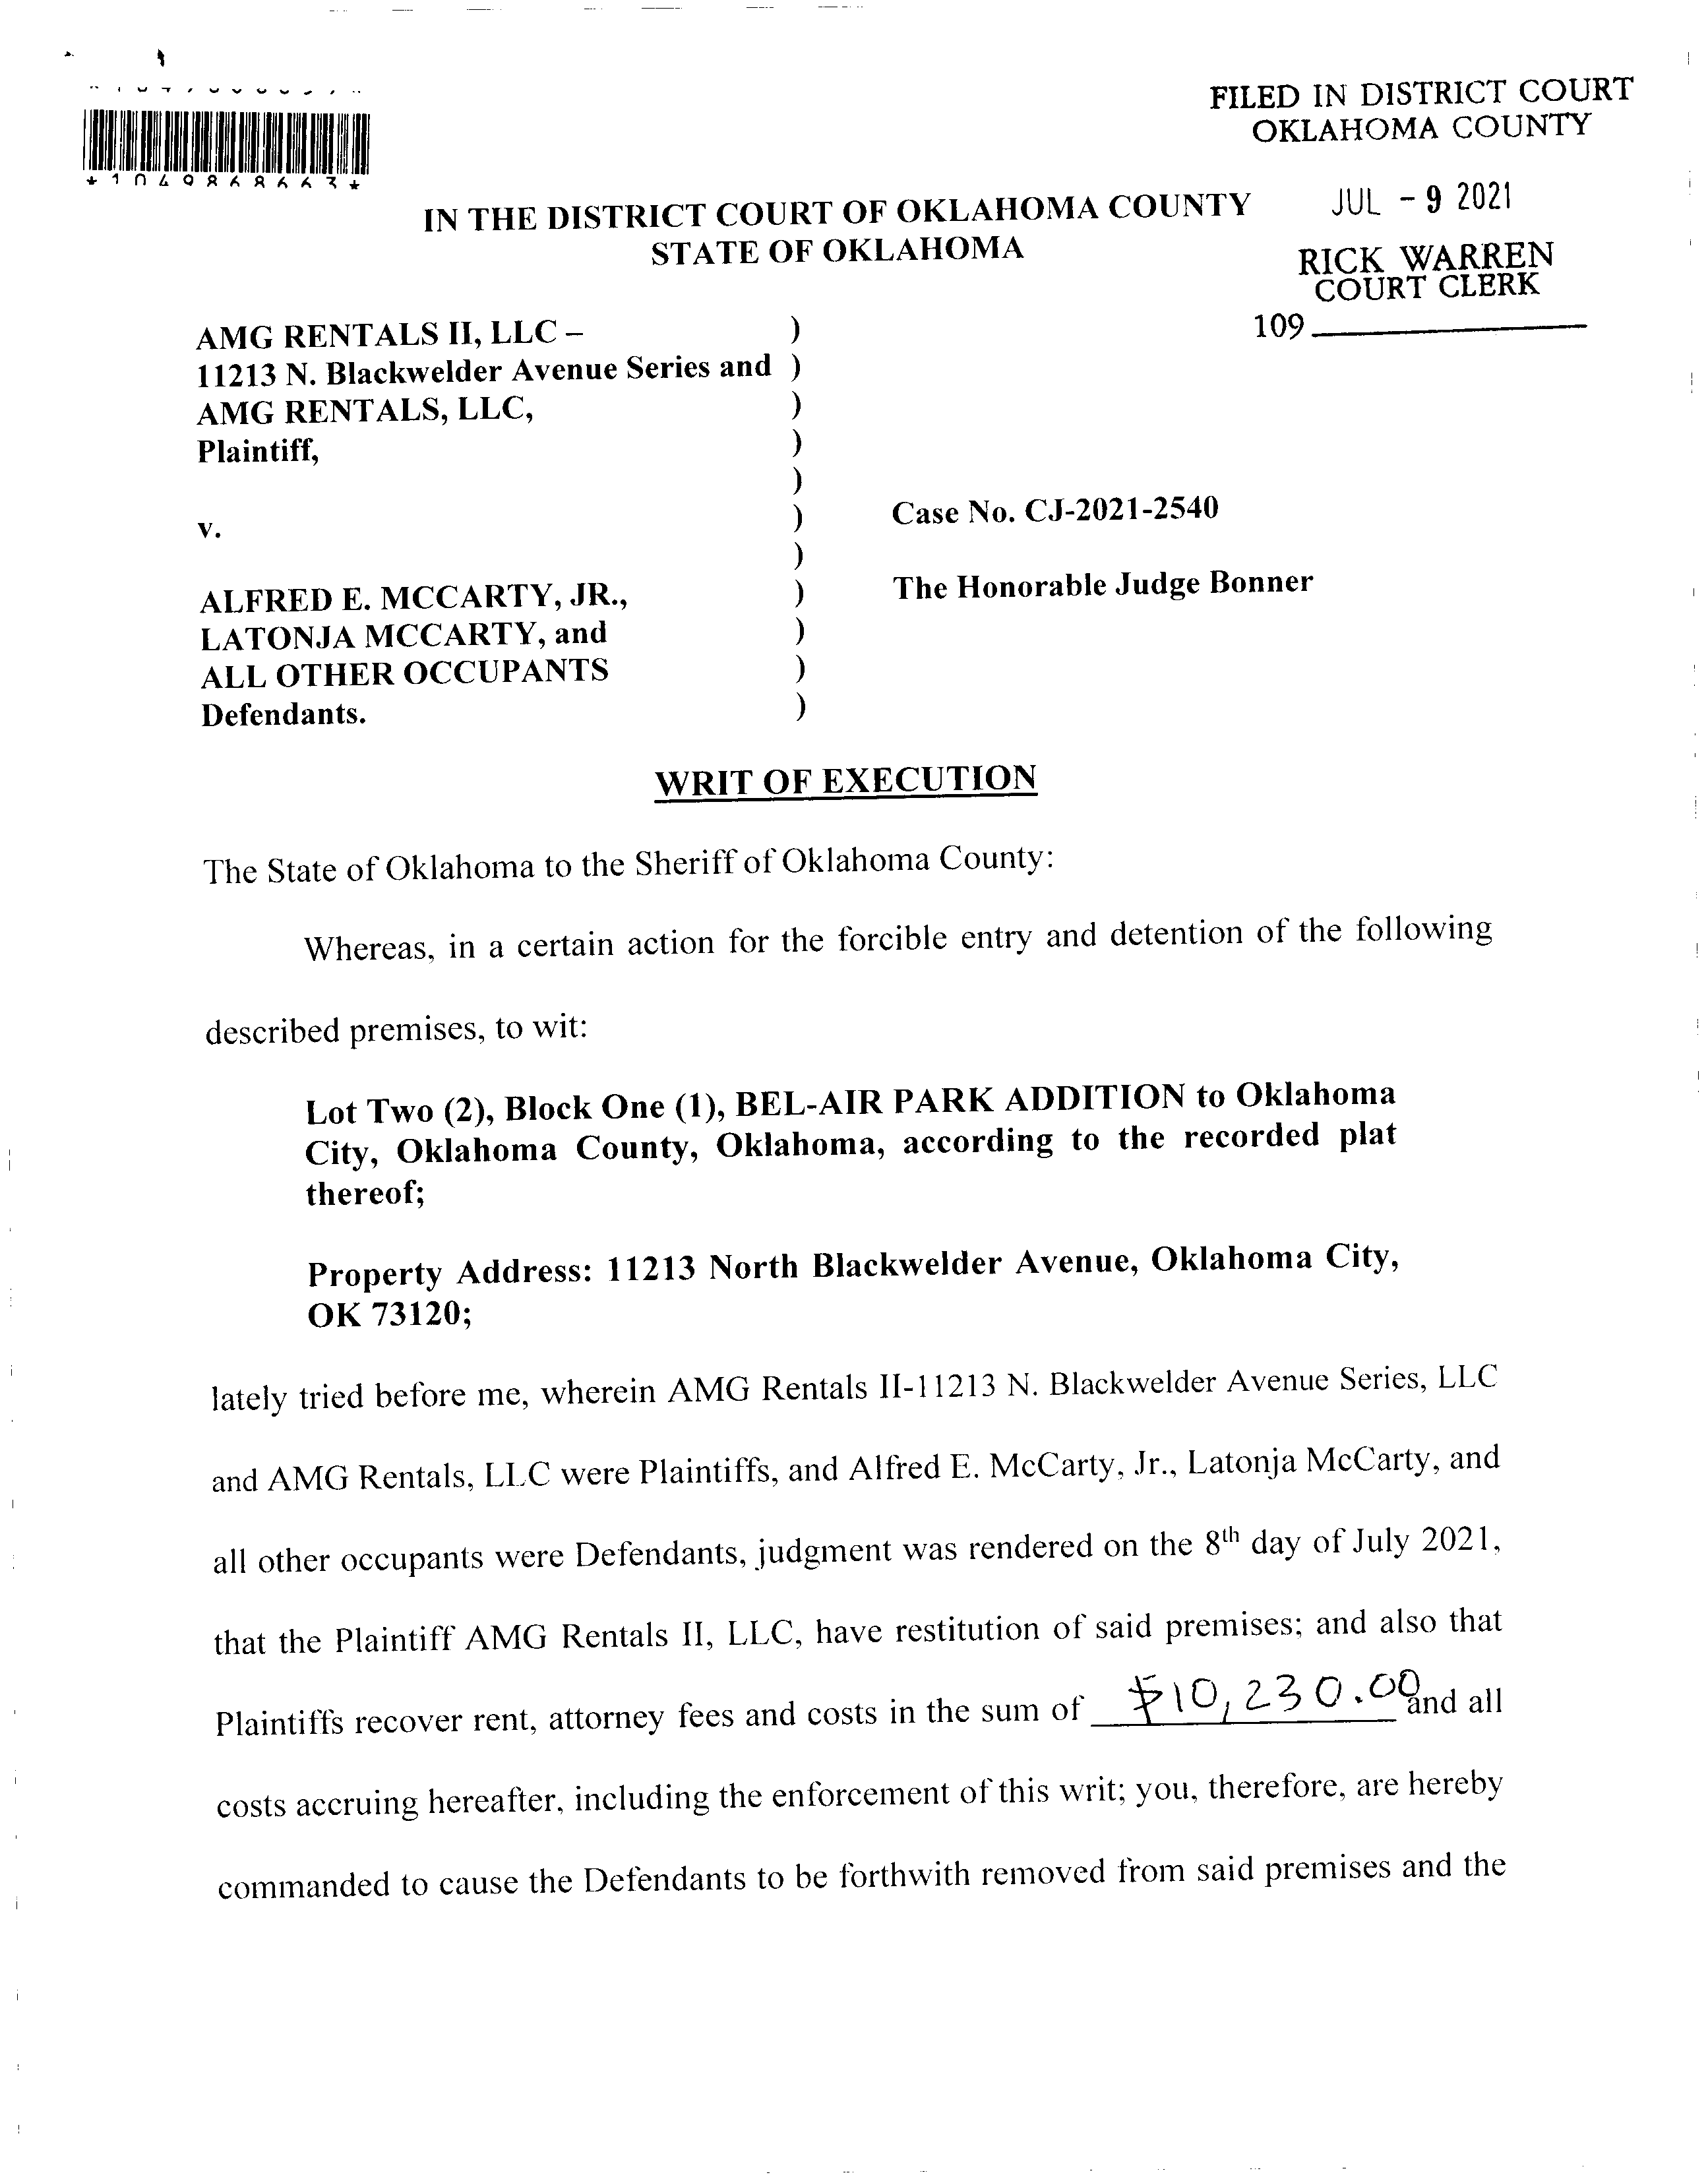 FILED IN DISTRICT COURT
OKLAHOMA COUNTY
*1049868663*
JUL - 9 2021
IN THE DISTRICT COURT OF OKLAHOMA COUNTY
STATE OF OKLAHOMA
RICK WARREN
COURT CLERK
109
AMG RENTALS II, LLC – )
11213 N. Blackwelder Avenue Series and )
AMG RENTALS, LLC, )
Plaintiff, )
)
v. ) Case No. CJ-2021-2540
)
ALFRED E. MCCARTY, JR., ) The Honorable Judge Bonner
LATONJA MCCARTY, and )
ALL OTHER OCCUPANTS )
Defendants. )
WRIT OF EXECUTION
The State of Oklahoma to the Sheriff of Oklahoma County:
Whereas, in a certain action for the forcible entry and detention of the following
described premises, to wit:
Lot Two (2), Block One (1), BEL-AIR PARK ADDITION to Oklahoma
City, Oklahoma County, Oklahoma, according to the recorded plat
thereof;
Property Address: 11213 North Blackwelder Avenue, Oklahoma City,
OK 73120;
lately tried before me, wherein AMG Rentals II-11213 N. Blackwelder Avenue Series, LLC
and AMG Rentals, LLC were Plaintiffs, and Alfred E. McCarty, Jr., Latonja McCarty, and
all other occupants were Defendants, judgment was rendered on the 8th day of July 2021,
that the Plaintiff AMG Rentals II, LLC, have restitution of said premises; and also that
Plaintiffs recover rent, attorney fees and costs in the sum of $10,230.00 and all
costs accruing hereafter, including the enforcement of this writ; you, therefore, are hereby
commanded to cause the Defendants to be forthwith removed from said premises and the